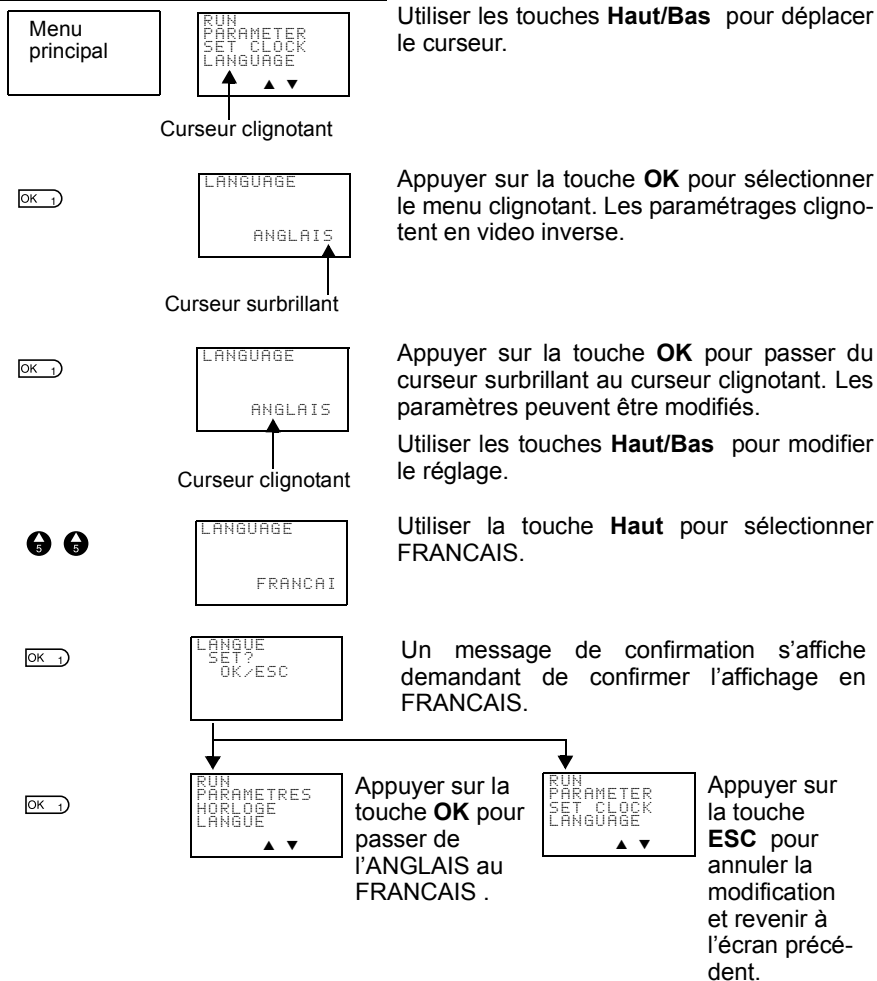 Menu
principal
RUN
PARAMETER
SET CLOCK
LANGUAGE
▲ ▼
Curseur clignotant
Utiliser les touches Haut/Bas pour déplacer
le curseur.
OK 1
LANGUAGE
ANGLAIS
Curseur surbrillant
Appuyer sur la touche OK pour sélectionner
le menu clignotant. Les paramétrages cligno-
tent en video inverse.
OK 1
LANGUAGE
ANGLAIS
Curseur clignotant
Appuyer sur la touche OK pour passer du
curseur surbrillant au curseur clignotant. Les
paramètres peuvent être modifiés.
Utiliser les touches Haut/Bas pour modifier
le réglage.
5 5
LANGUAGE
FRANCAI
Utiliser la touche Haut pour sélectionner
FRANCAIS.
OK 1
LANGUE
SET?
OK/ESC
Un message de confirmation s’affiche
demandant de confirmer l’affichage en
FRANCAIS.
OK 1
RUN
PARAMETRES
HORLOGE
LANGUE
▲ ▼
Appuyer sur la
touche OK pour
passer de
l’ANGLAIS au
FRANCAIS .
RUN
PARAMETER
SET CLOCK
LANGUAGE
▲ ▼
Appuyer sur
la touche
ESC pour
annuler la
modification
et revenir à
l’écran précé-
dent.